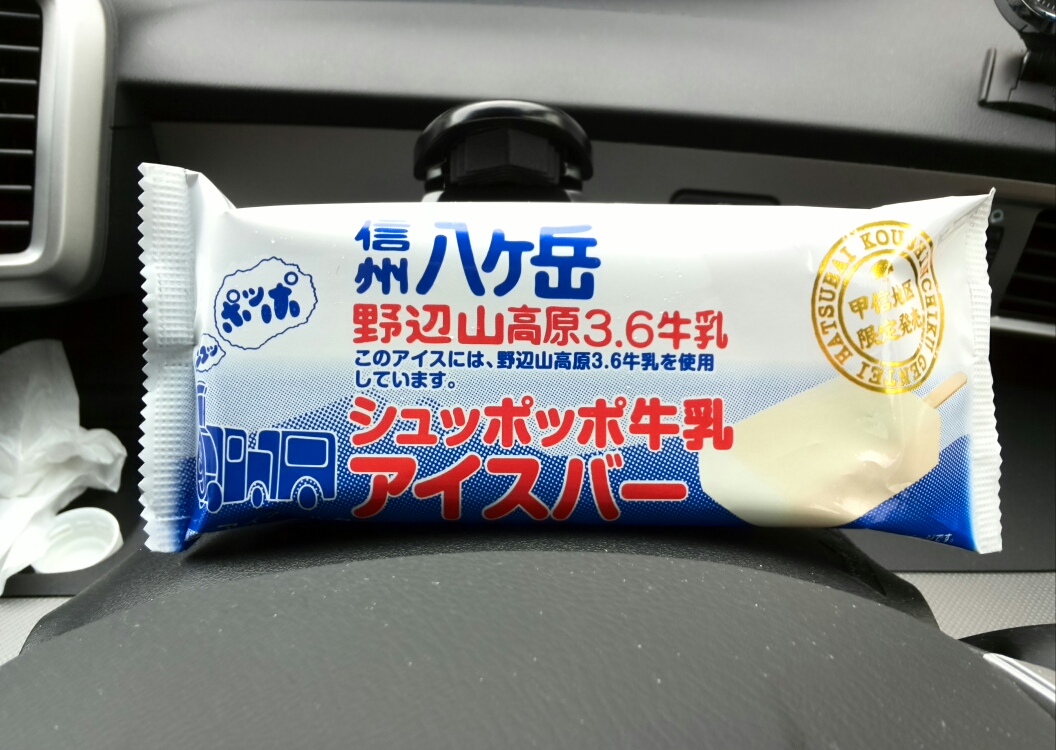 信州 八ヶ岳
野辺山高原3.6牛乳
このアイスには、野辺山高原3.6牛乳を使用
しています。
シュッポッポ牛乳
アイスバー
ポッポ
HATSUBAI KOUSHINCHIKU GENTEI
甲信地区
限定発売